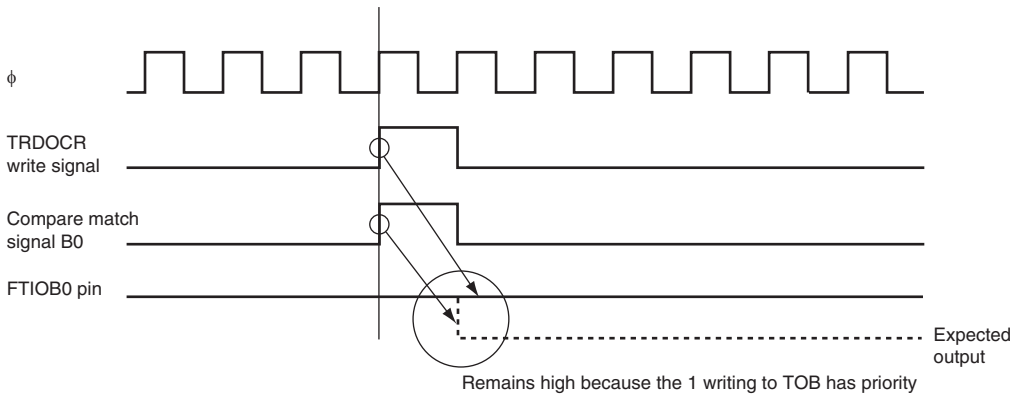 ϕ
TRDOCR
write signal
Compare match
signal B0
FTIOB0 pin
Expected
output
Remains high because the 1 writing to TOB has priority